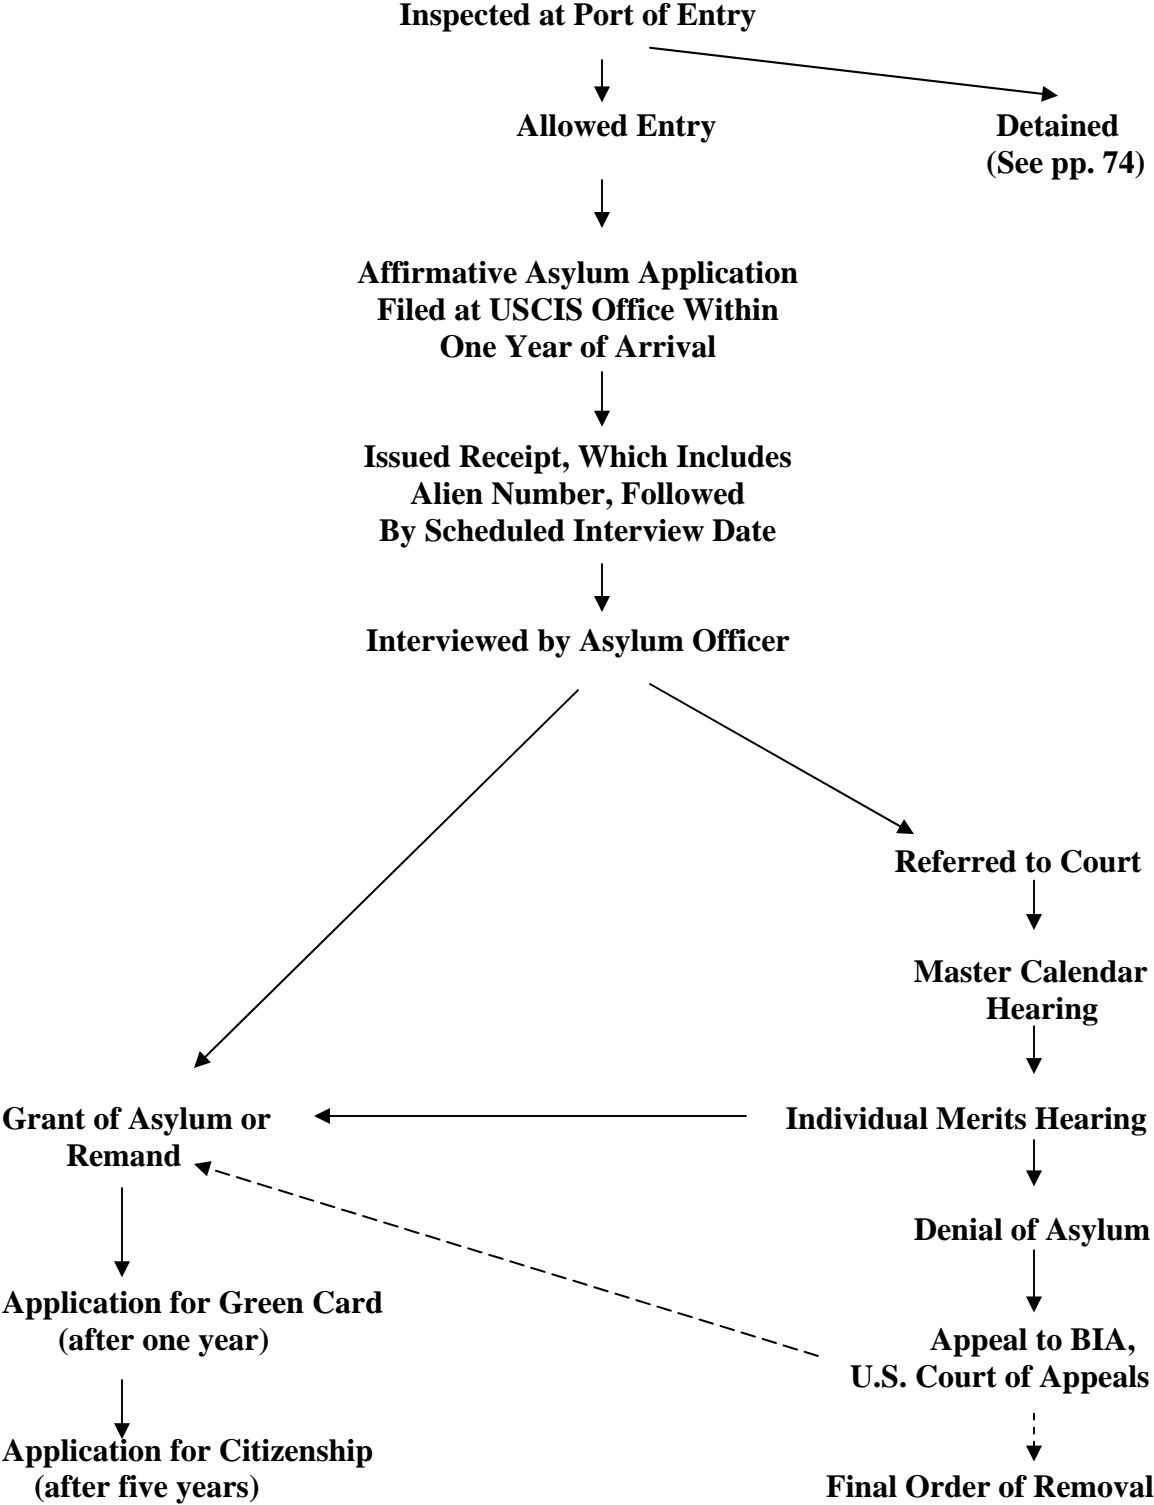 Inspected at Port of Entry
Allowed Entry
Detained
(See pp. 74)
Affirmative Asylum Application
Filed at USCIS Office Within
One Year of Arrival
Issued Receipt, Which Includes
Alien Number, Followed
By Scheduled Interview Date
Interviewed by Asylum Officer
Referred to Court
Master Calendar
Hearing
Grant of Asylum or
Remand
Individual Merits Hearing
Denial of Asylum
Application for Green Card
(after one year)
Appeal to BIA,
U.S. Court of Appeals
Application for Citizenship
(after five years)
Final Order of Removal